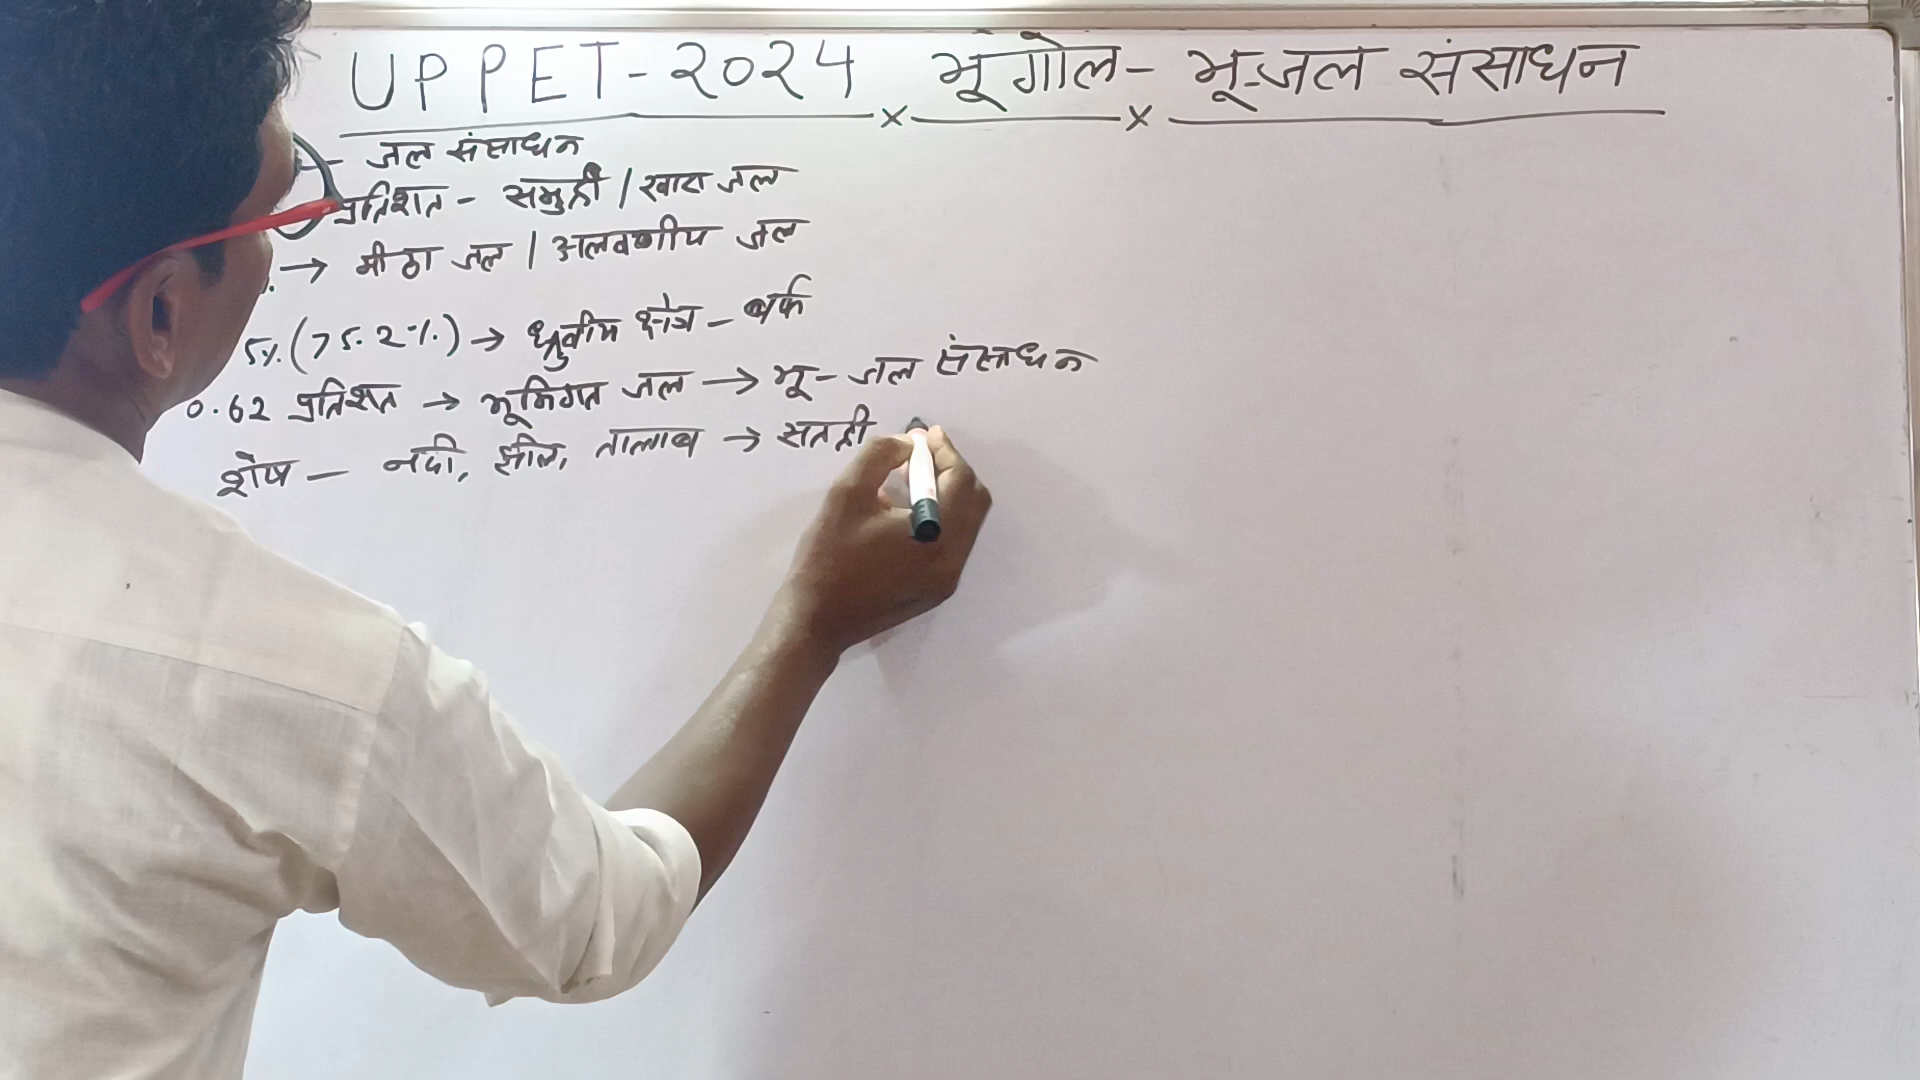 UPPET-2024 × भूगोल - × भू-जल संसाधन
- जल संसाधन
प्रतिशत - समुद्री / खारा जल
→ मीठा जल / अलवणीय जल
5%. (75.2%) → ध्रुवीय क्षेत्र - बर्फ
0.62 प्रतिशत → भूमिगत जल → भू-जल संसाधन
शेष - नदी, झील, तालाब → सतही